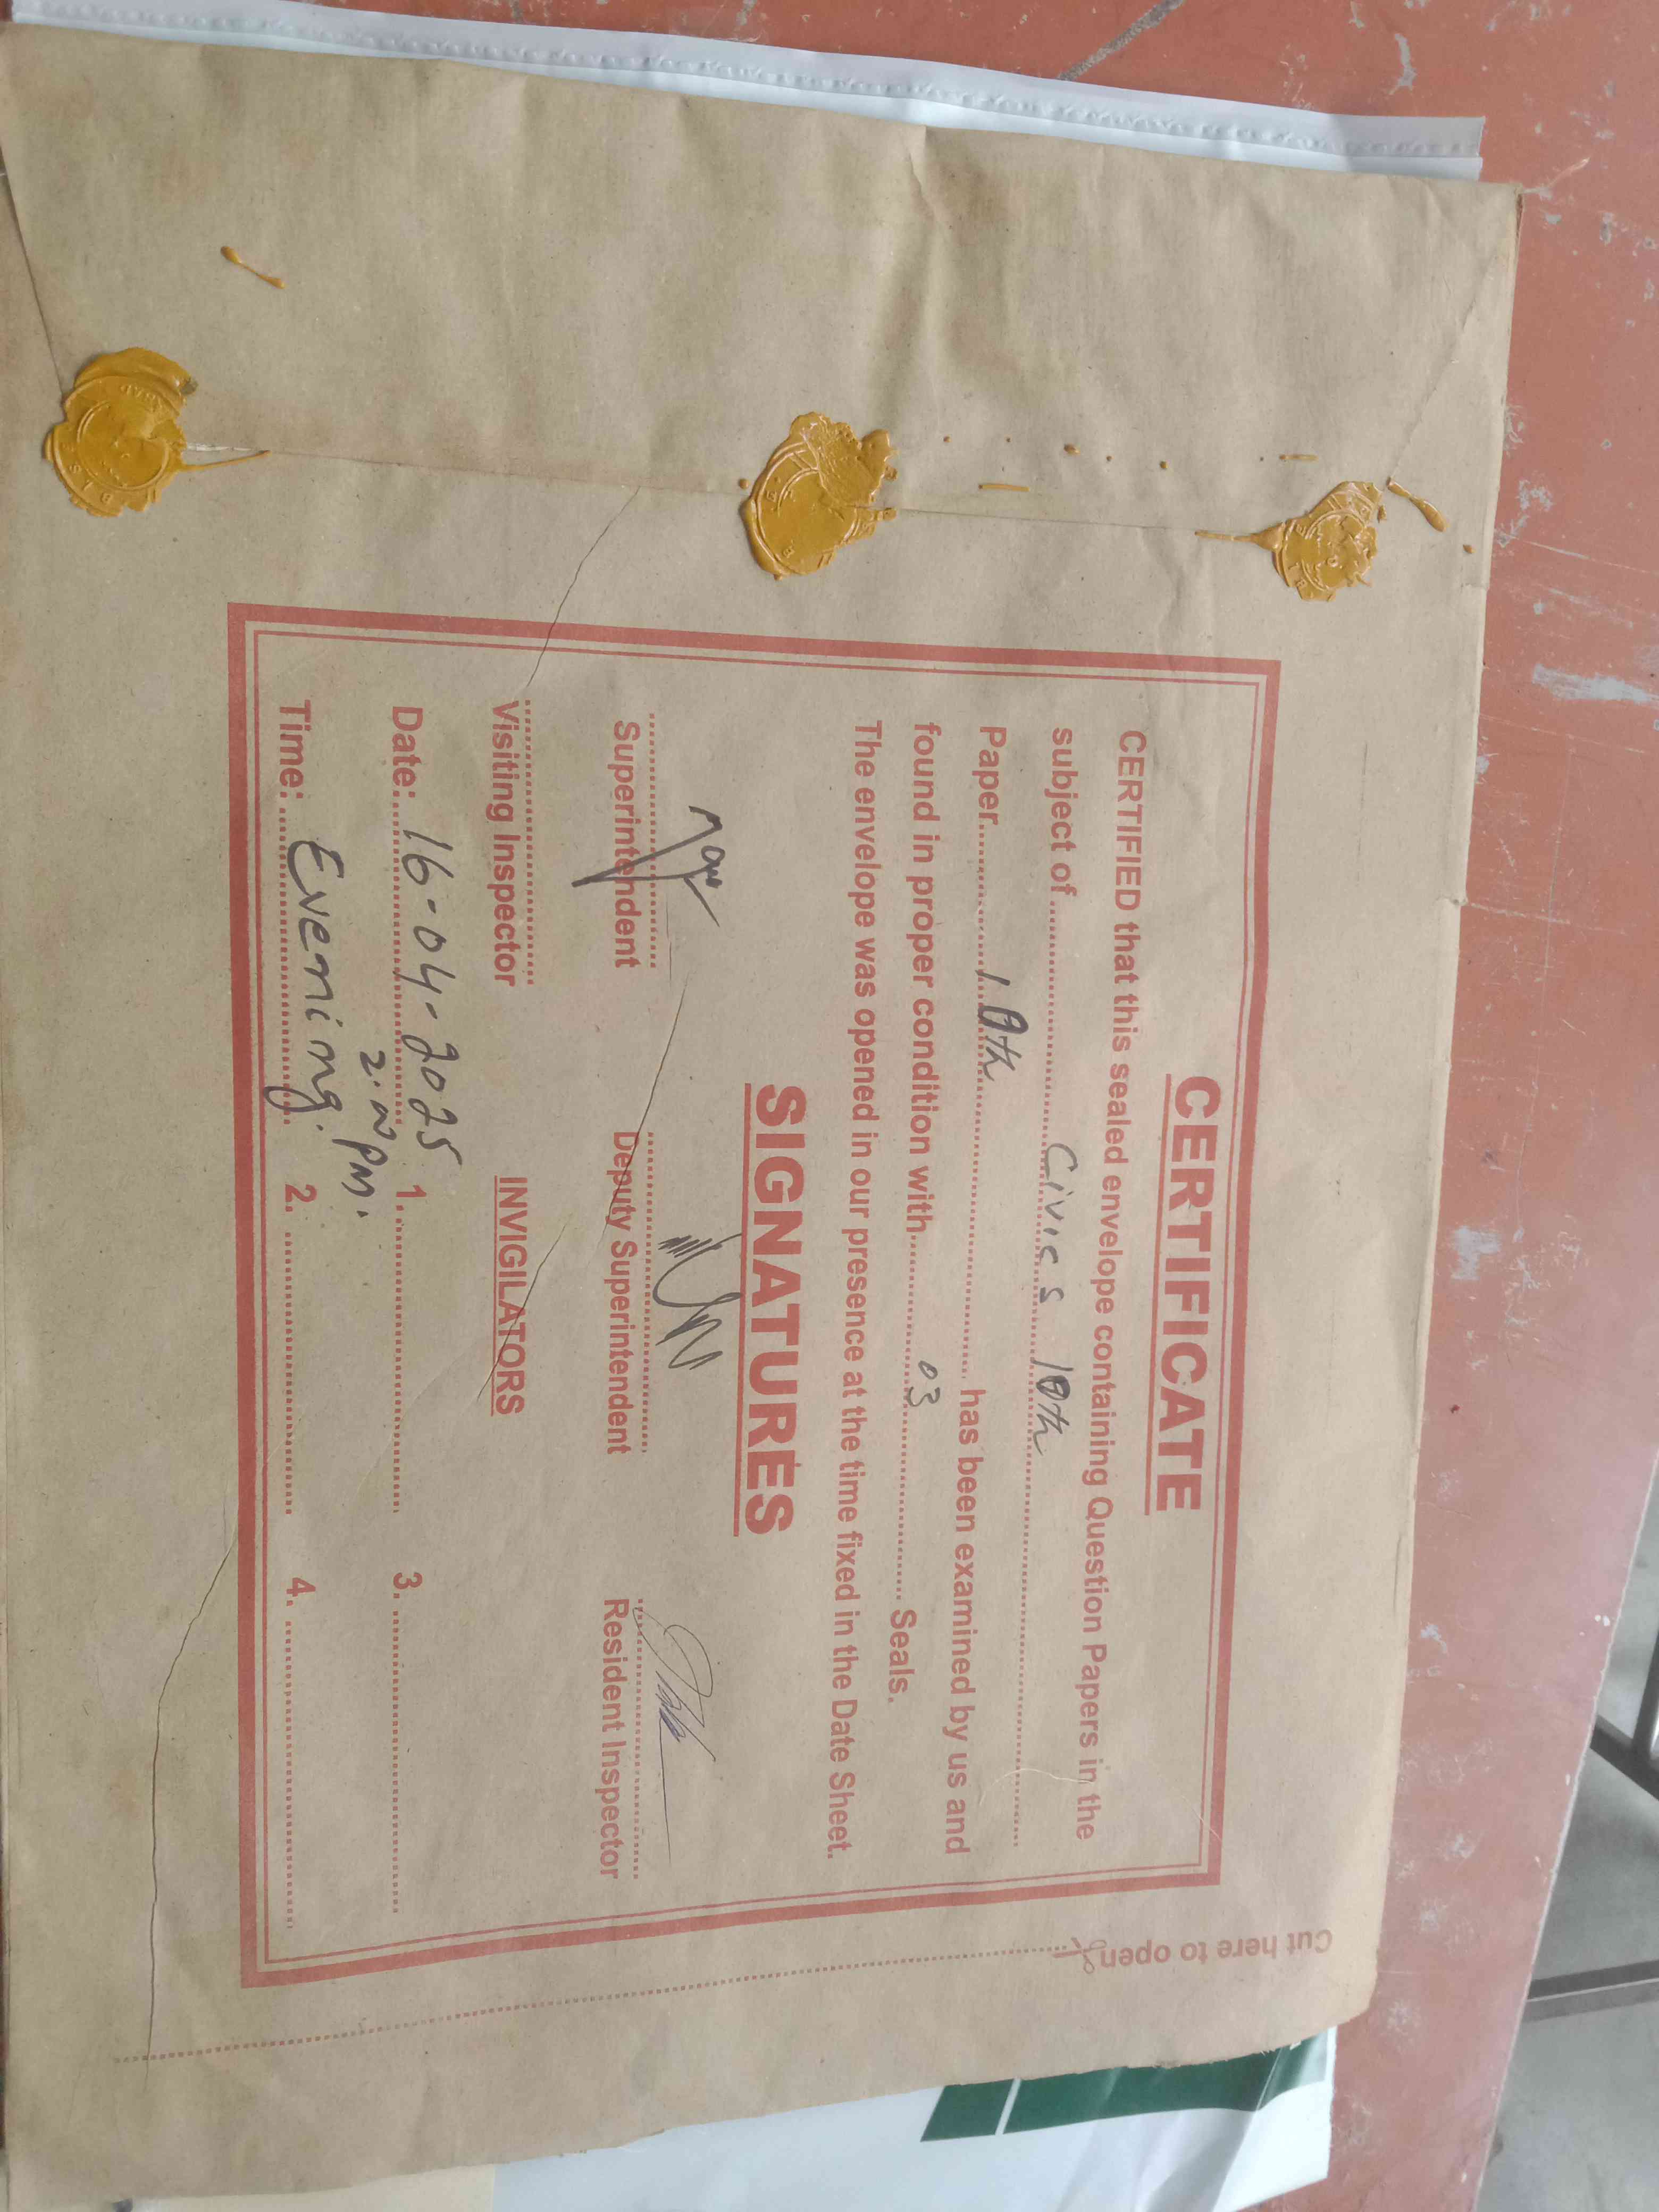 CERTIFICATE
CERTIFIED that this sealed envelope containing Question Papers in the
subject of........Civics 10th........
Paper........10th........ has been examined by us and
found in proper condition with........03........ Seals.
The envelope was opened in our presence at the time fixed in the Date Sheet.
SIGNATURES
Superintendent Deputy Superintendent Resident Inspector
Visiting Inspector INVIGILATORS
Date:16-04-2025 1. 3.
2.00 pm.
Time: Evening. 2. 4.
Cut here to open